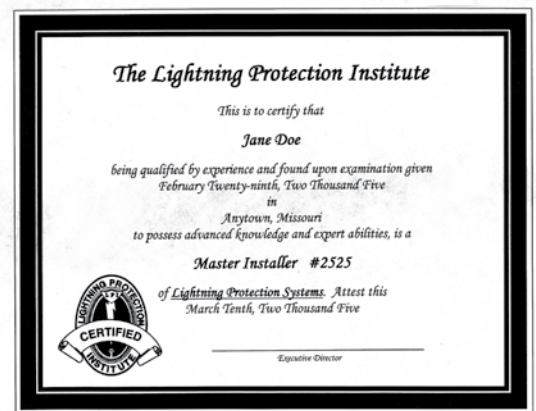 The Lightning Protection Institute
This is to certify that
Jane Doe
being qualified by experience and found upon examination given
February Twenty-ninth, Two Thousand Five
in
Anytown, Missouri
to possess advanced knowledge and expert abilities, is a
Master Installer #2525
of Lightning Protection Systems. Attest this
March Tenth, Two Thousand Five
LIGHTNING PROTECTION
LPI
CERTIFIED
INSTITUTE
Executive Director